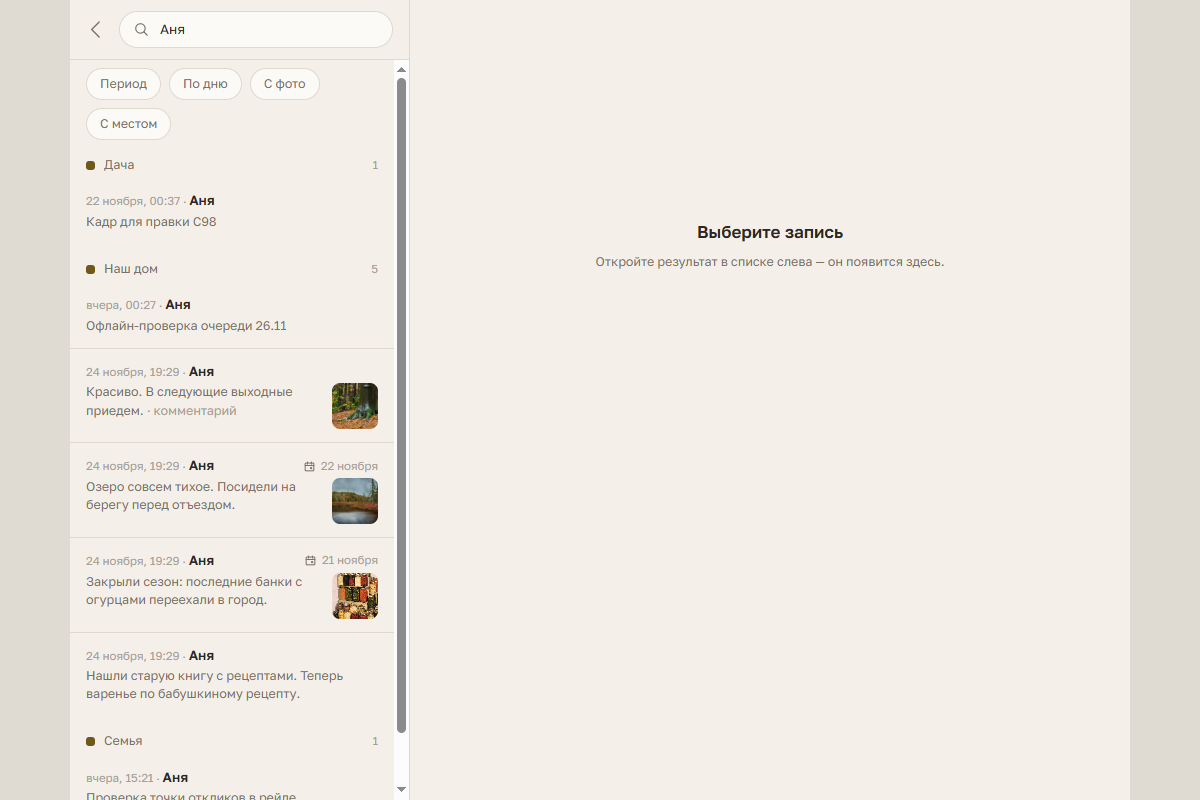 Аня
Период
По дню
С фото
С местом
Дача 1
22 ноября, 00:37 · Аня
Кадр для правки C98
Наш дом 5
вчера, 00:27 · Аня
Офлайн-проверка очереди 26.11
24 ноября, 19:29 · Аня
Красиво. В следующие выходные
приедем. · комментарий
24 ноября, 19:29 · Аня 22 ноября
Озеро совсем тихое. Посидели на
берегу перед отъездом.
24 ноября, 19:29 · Аня 21 ноября
Закрыли сезон: последние банки с
огурцами переехали в город.
24 ноября, 19:29 · Аня
Нашли старую книгу с рецептами. Теперь
варенье по бабушкиному рецепту.
Семья 1
вчера, 15:21 · Аня
Проверка точки откликов в рейле
Выберите запись
Откройте результат в списке слева — он появится здесь.